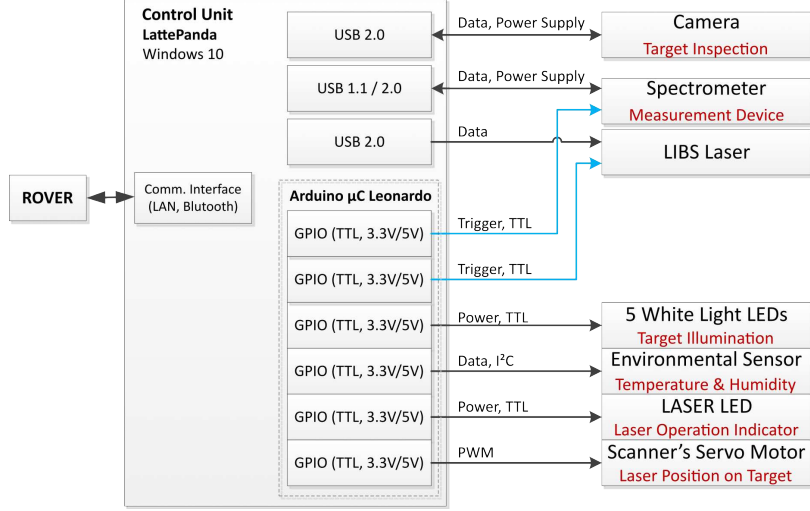 Control Unit
LattePanda
Windows 10
USB 2.0
Data, Power Supply
Camera
Target Inspection
USB 1.1 / 2.0
Data, Power Supply
Spectrometer
Measurement Device
USB 2.0
Data
LIBS Laser
ROVER
Comm. Interface
(LAN, Blutooth)
Arduino µC Leonardo
GPIO (TTL, 3.3V/5V)
Trigger, TTL
GPIO (TTL, 3.3V/5V)
Trigger, TTL
GPIO (TTL, 3.3V/5V)
Power, TTL
5 White Light LEDs
Target Illumination
GPIO (TTL, 3.3V/5V)
Data, I²C
Environmental Sensor
Temperature & Humidity
GPIO (TTL, 3.3V/5V)
Power, TTL
LASER LED
Laser Operation Indicator
GPIO (TTL, 3.3V/5V)
PWM
Scanner's Servo Motor
Laser Position on Target